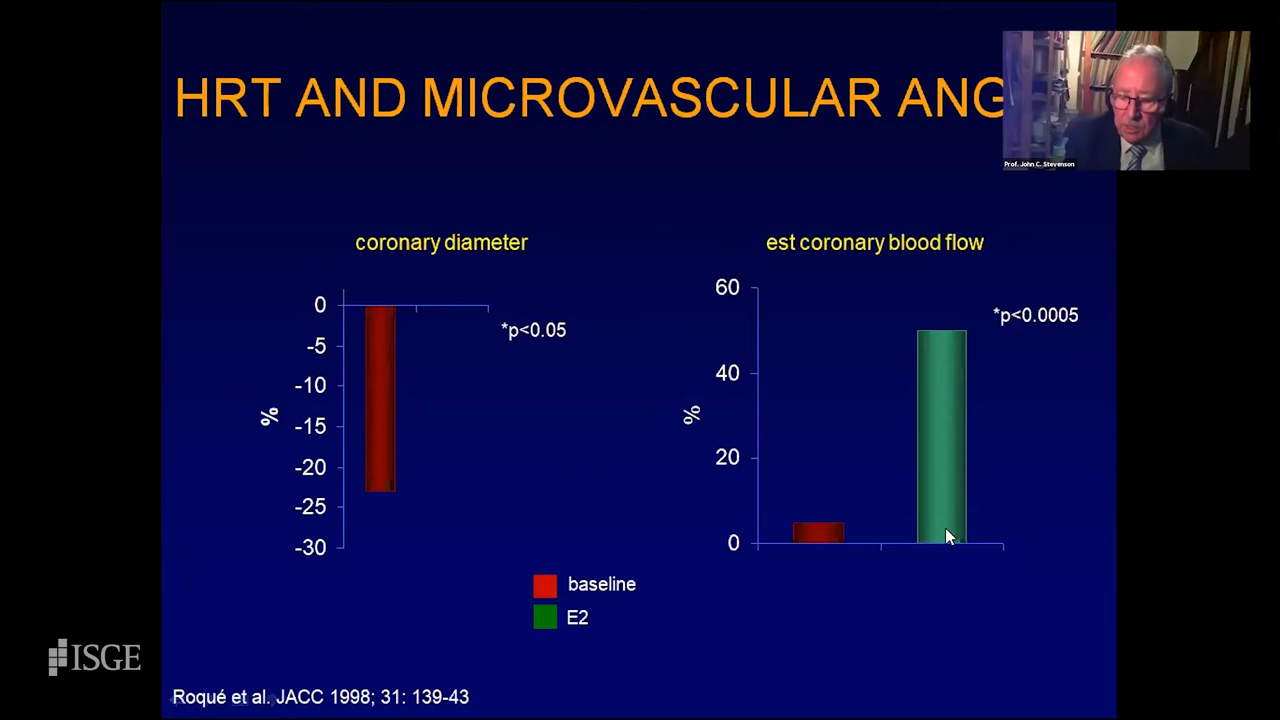 HRT AND MICROVASCULAR ANG
Prof. John C. Stevenson
coronary diameter
est coronary blood flow
0
-5
-10
-15
-20
-25
-30
%
*p<0.05
60
40
20
0
%
*p<0.0005
baseline
E2
ISGE
Roqué et al. JACC 1998; 31: 139-43